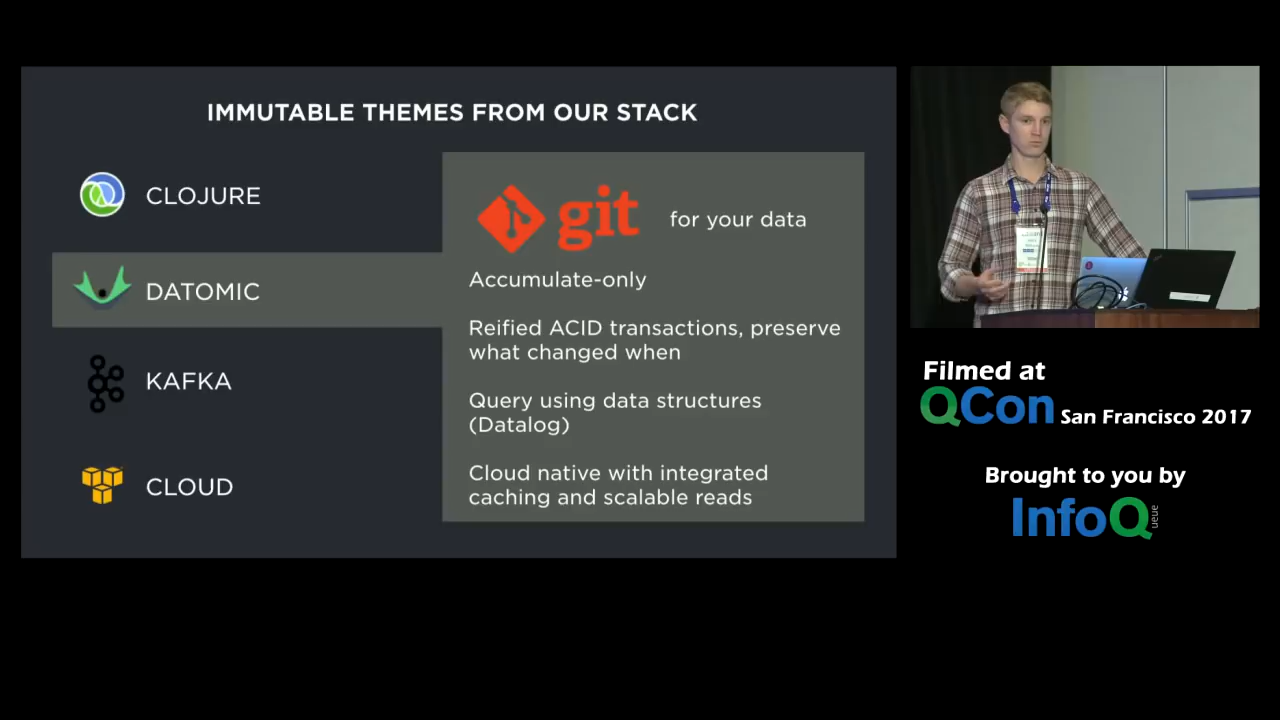 IMMUTABLE THEMES FROM OUR STACK
CLOJURE
DATOMIC
KAFKA
CLOUD
git for your data
Accumulate-only
Reified ACID transactions, preserve
what changed when
Query using data structures
(Datalog)
Cloud native with integrated
caching and scalable reads
Filmed at
QCon San Francisco 2017
Brought to you by
InfoQ
ueue